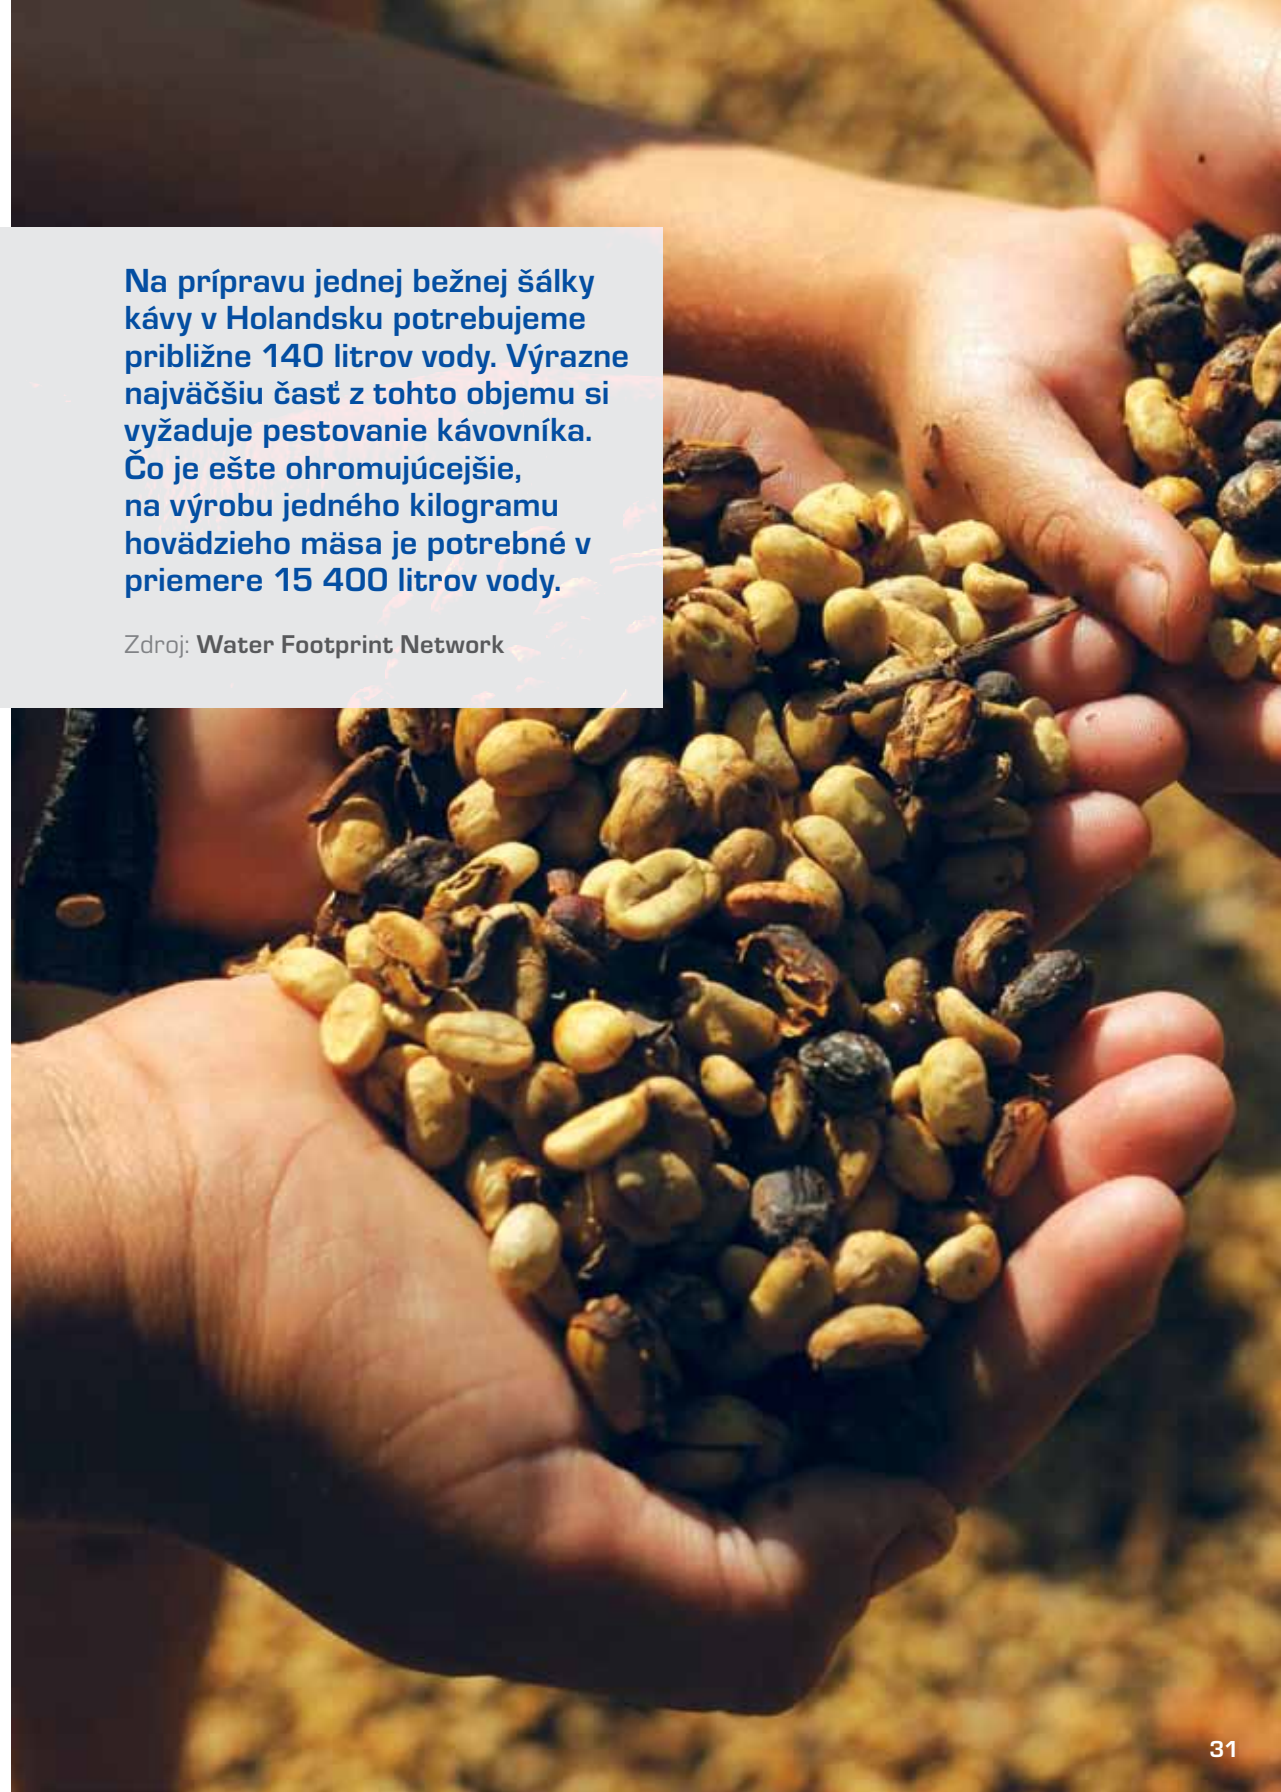 Na prípravu jednej bežnej šálky
kávy v Holandsku potrebujeme
približne 140 litrov vody. Výrazne
najväčšiu časť z tohto objemu si
vyžaduje pestovanie kávovníka.
Čo je ešte ohromujúcejšie,
na výrobu jedného kilogramu
hovädzieho mäsa je potrebné v
priemere 15 400 litrov vody.
Zdroj: Water Footprint Network
31